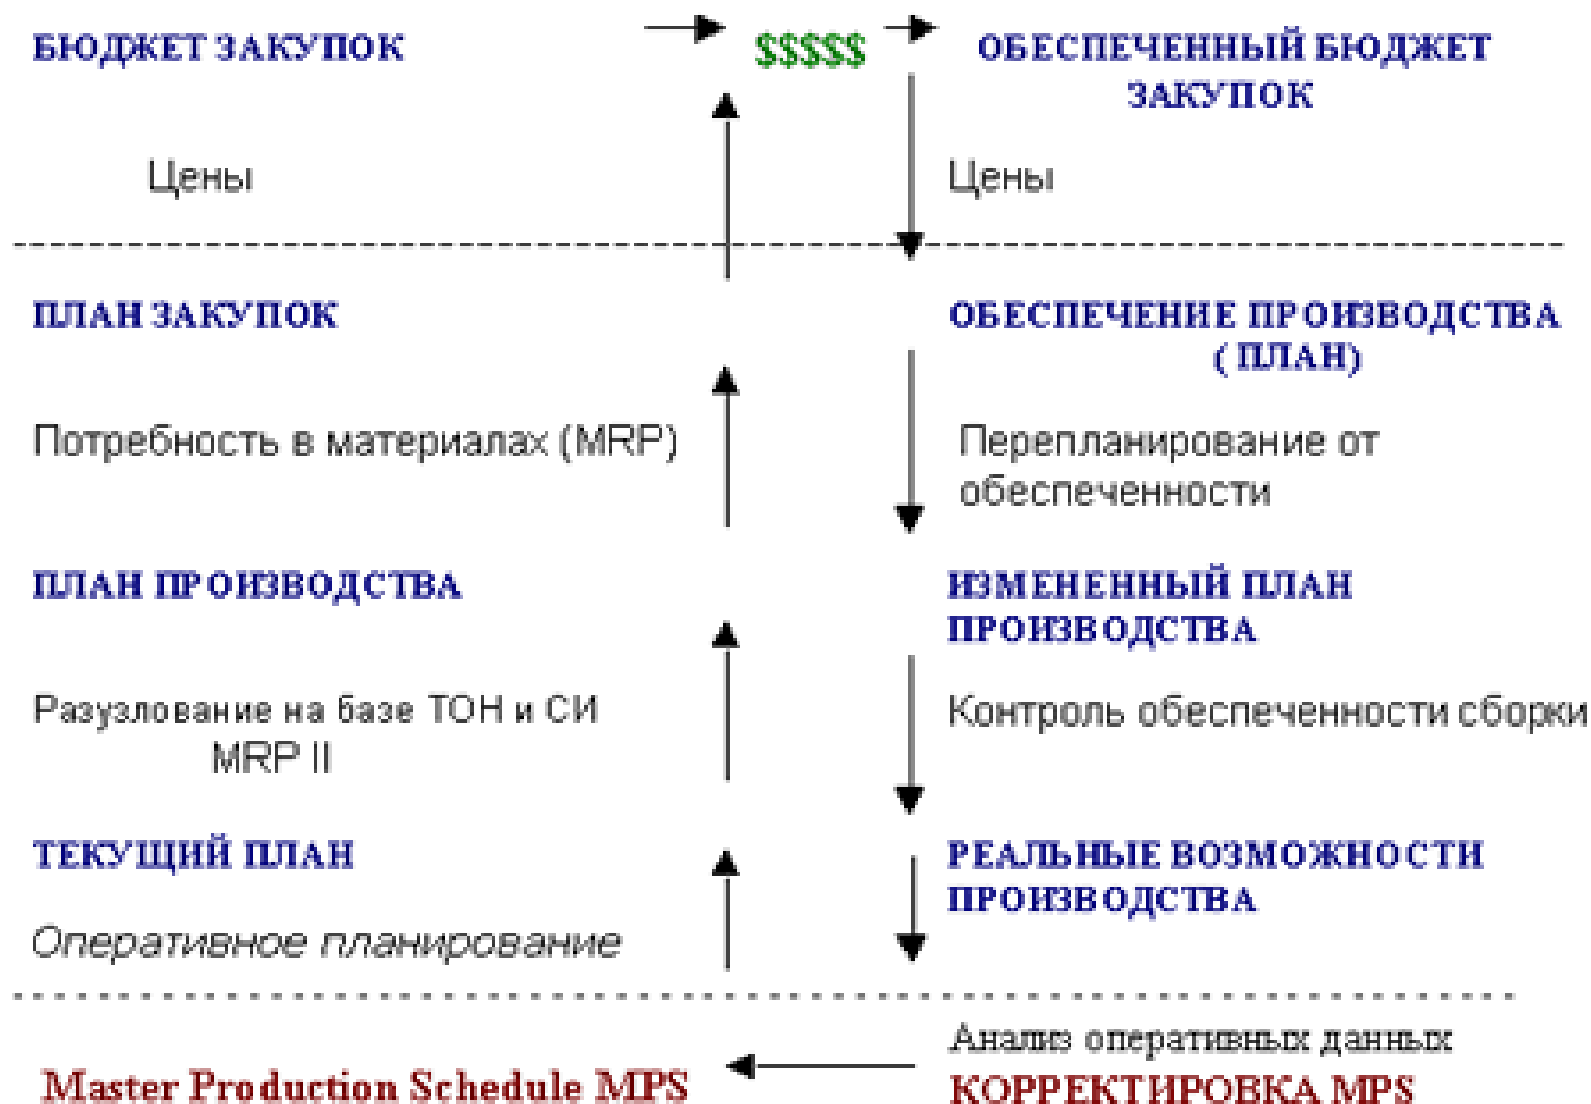 БЮДЖЕТ ЗАКУПОК
$$$$$
ОБЕСПЕЧЕННЫЙ БЮДЖЕТ
ЗАКУПОК
Цены
Цены
ПЛАН ЗАКУПОК
ОБЕСПЕЧЕНИЕ ПРОИЗВОДСТВА
( ПЛАН)
Потребность в материалах (MRP)
Перепланирование от
обеспеченности
ПЛАН ПРОИЗВОДСТВА
ИЗМЕНЕННЫЙ ПЛАН
ПРОИЗВОДСТВА
Разузлование на базе ТОН и СИ
MRP II
Контроль обеспеченности сборки
ТЕКУЩИЙ ПЛАН
РЕАЛЬНЫЕ ВОЗМОЖНОСТИ
ПРОИЗВОДСТВА
Оперативное планирование
Анализ оперативных данных
Master Production Schedule MPS
КОРРЕКТИРОВКА MPS